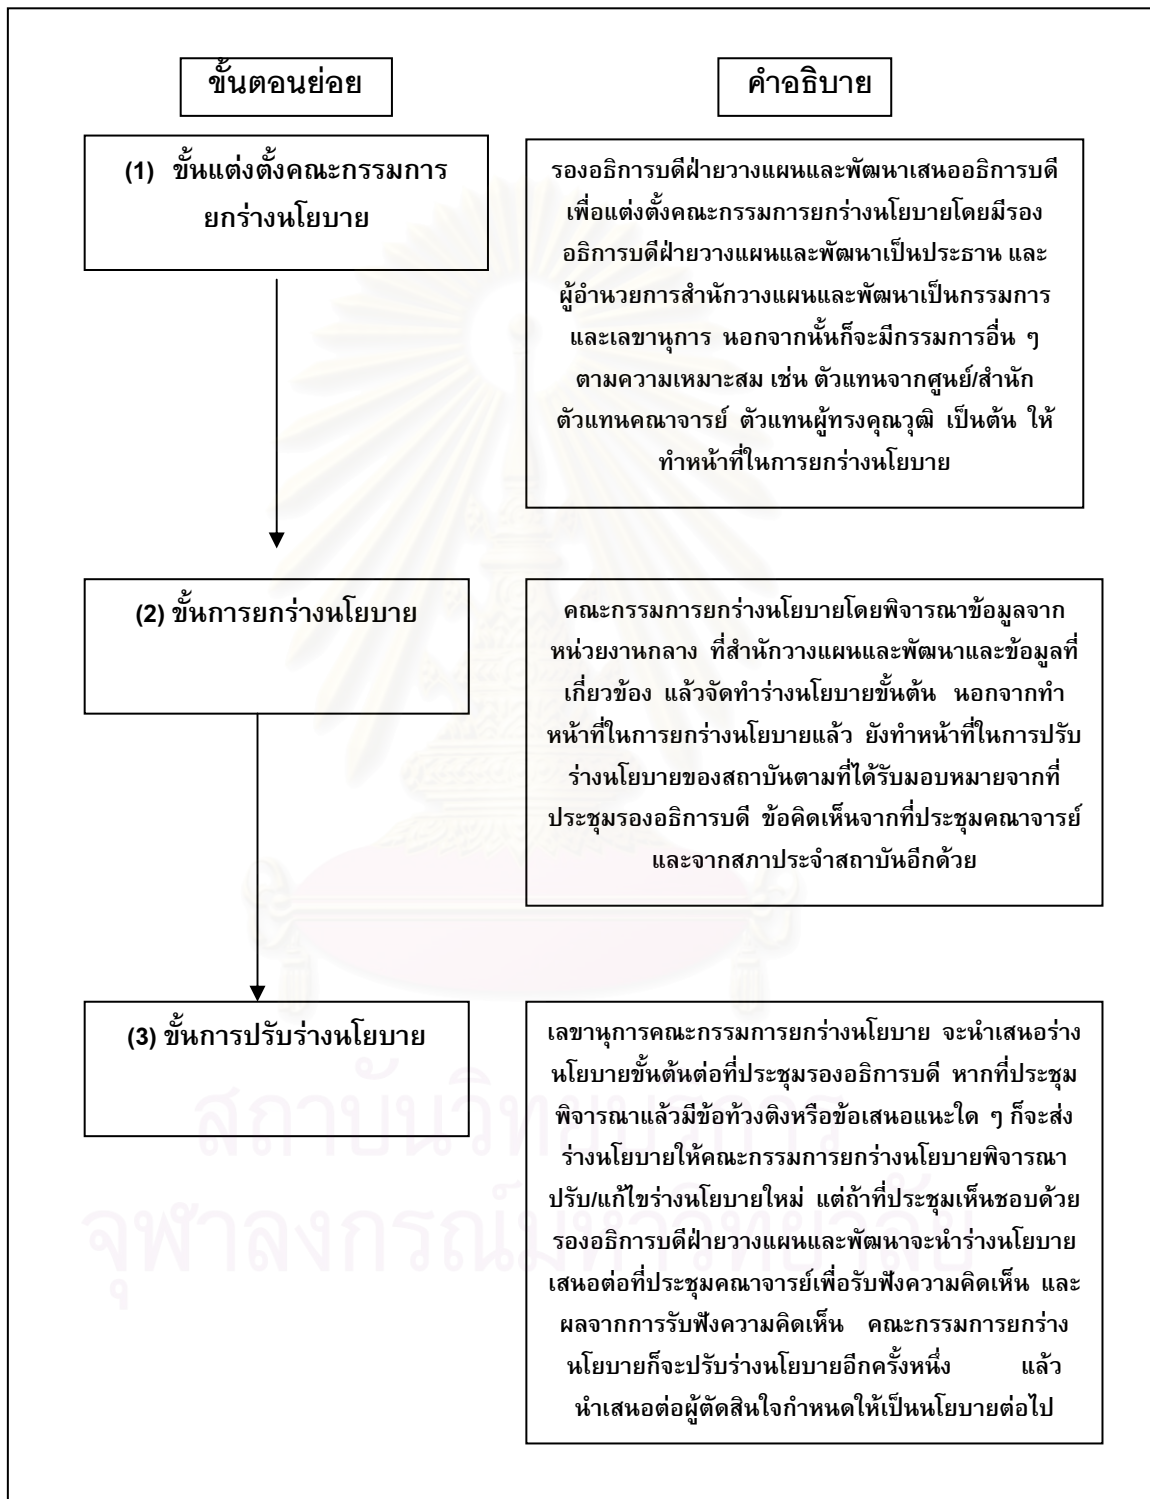 ขั้นตอนย่อย
คำอธิบาย
(1) ขั้นแต่งตั้งคณะกรรมการ
ยกร่างนโยบาย
รองอธิการบดีฝ่ายวางแผนและพัฒนาเสนออธิการบดี
เพื่อแต่งตั้งคณะกรรมการยกร่างนโยบายโดยมีรอง
อธิการบดีฝ่ายวางแผนและพัฒนาเป็นประธาน และ
ผู้อำนวยการสำนักวางแผนและพัฒนาเป็นกรรมการ
และเลขานุการ นอกจากนั้นก็จะมีกรรมการอื่น ๆ
ตามความเหมาะสม เช่น ตัวแทนจากศูนย์/สำนัก
ตัวแทนคณาจารย์ ตัวแทนผู้ทรงคุณวุฒิ เป็นต้น ให้
ทำหน้าที่ในการยกร่างนโยบาย
(2) ขั้นการยกร่างนโยบาย
คณะกรรมการยกร่างนโยบายโดยพิจารณาข้อมูลจาก
หน่วยงานกลาง ที่สำนักวางแผนและพัฒนาและข้อมูลที่
เกี่ยวข้อง แล้วจัดทำร่างนโยบายขั้นต้น นอกจากทำ
หน้าที่ในการยกร่างนโยบายแล้ว ยังทำหน้าที่ในการปรับ
ร่างนโยบายของสถาบันตามที่ได้รับมอบหมายจากที่
ประชุมรองอธิการบดี ข้อคิดเห็นจากที่ประชุมคณาจารย์
และจากสภาประจำสถาบันอีกด้วย
(3) ขั้นการปรับร่างนโยบาย
เลขานุการคณะกรรมการยกร่างนโยบาย จะนำเสนอร่าง
นโยบายขั้นต้นต่อที่ประชุมรองอธิการบดี หากที่ประชุม
พิจารณาแล้วมีข้อท้วงติงหรือข้อเสนอแนะใด ๆ ก็จะส่ง
ร่างนโยบายให้คณะกรรมการยกร่างนโยบายพิจารณา
ปรับ/แก้ไขร่างนโยบายใหม่ แต่ถ้าที่ประชุมเห็นชอบด้วย
รองอธิการบดีฝ่ายวางแผนและพัฒนาจะนำร่างนโยบาย
เสนอต่อที่ประชุมคณาจารย์เพื่อรับฟังความคิดเห็น และ
ผลจากการรับฟังความคิดเห็น คณะกรรมการยกร่าง
นโยบายก็จะปรับร่างนโยบายอีกครั้งหนึ่ง แล้ว
นำเสนอต่อผู้ตัดสินใจกำหนดให้เป็นนโยบายต่อไป
สถาบันวิทยบริการ
จุฬาลงกรณ์มหาวิทยาลัย